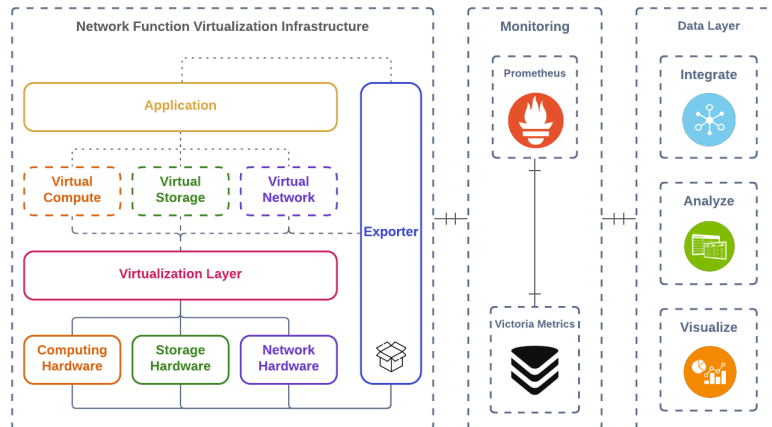 Network Function Virtualization Infrastructure
Application
Virtual
Compute
Virtual
Storage
Virtual
Network
Exporter
Virtualization Layer
Computing
Hardware
Storage
Hardware
Network
Hardware
Monitoring
Prometheus
Victoria Metrics
Data Layer
Integrate
Analyze
Visualize